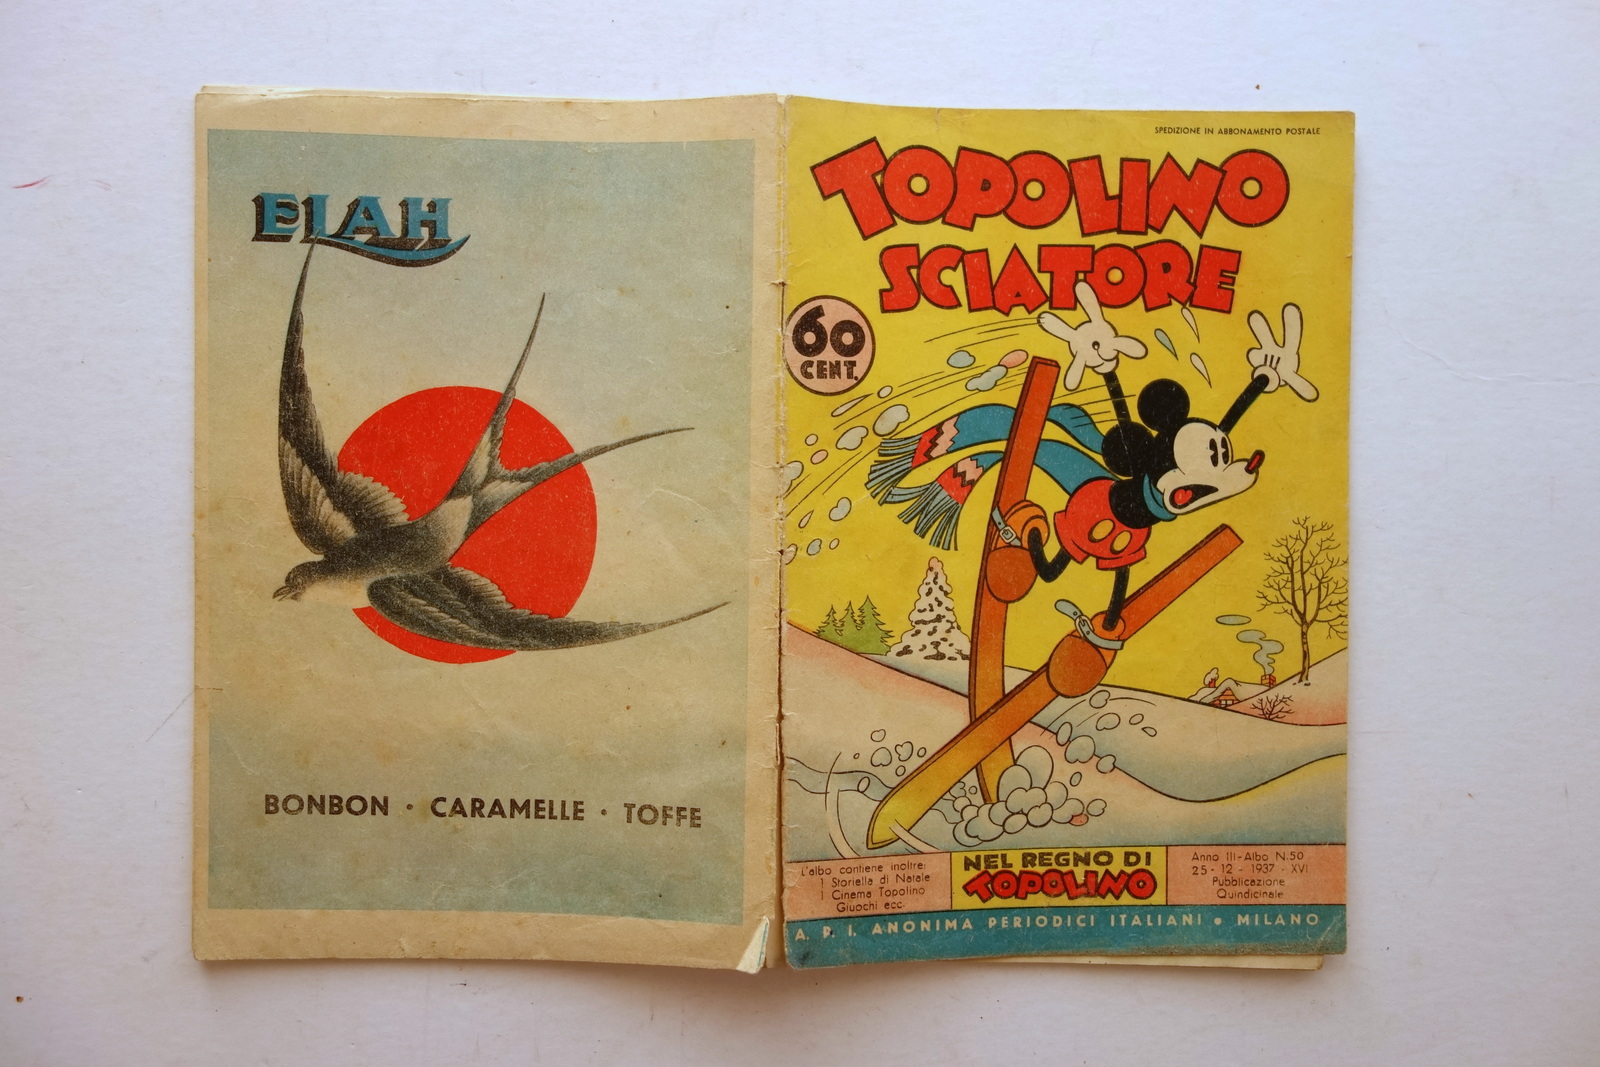 ELAH
BONBON · CARAMELLE · TOFFE
SPEDIZIONE IN ABBONAMENTO POSTALE
TOPOLINO
SCIATORE
60
CENT.
L'albo contiene inoltre:
1 Storiella di Natale
1 Cinema Topolino
Giuochi ecc.
NEL REGNO DI
TOPOLINO
Anno III - Albo N. 50
25 - 12 - 1937 - XVI
Pubblicazione
Quindicinale
A. P. I. ANONIMA PERIODICI ITALIANI • MILANO